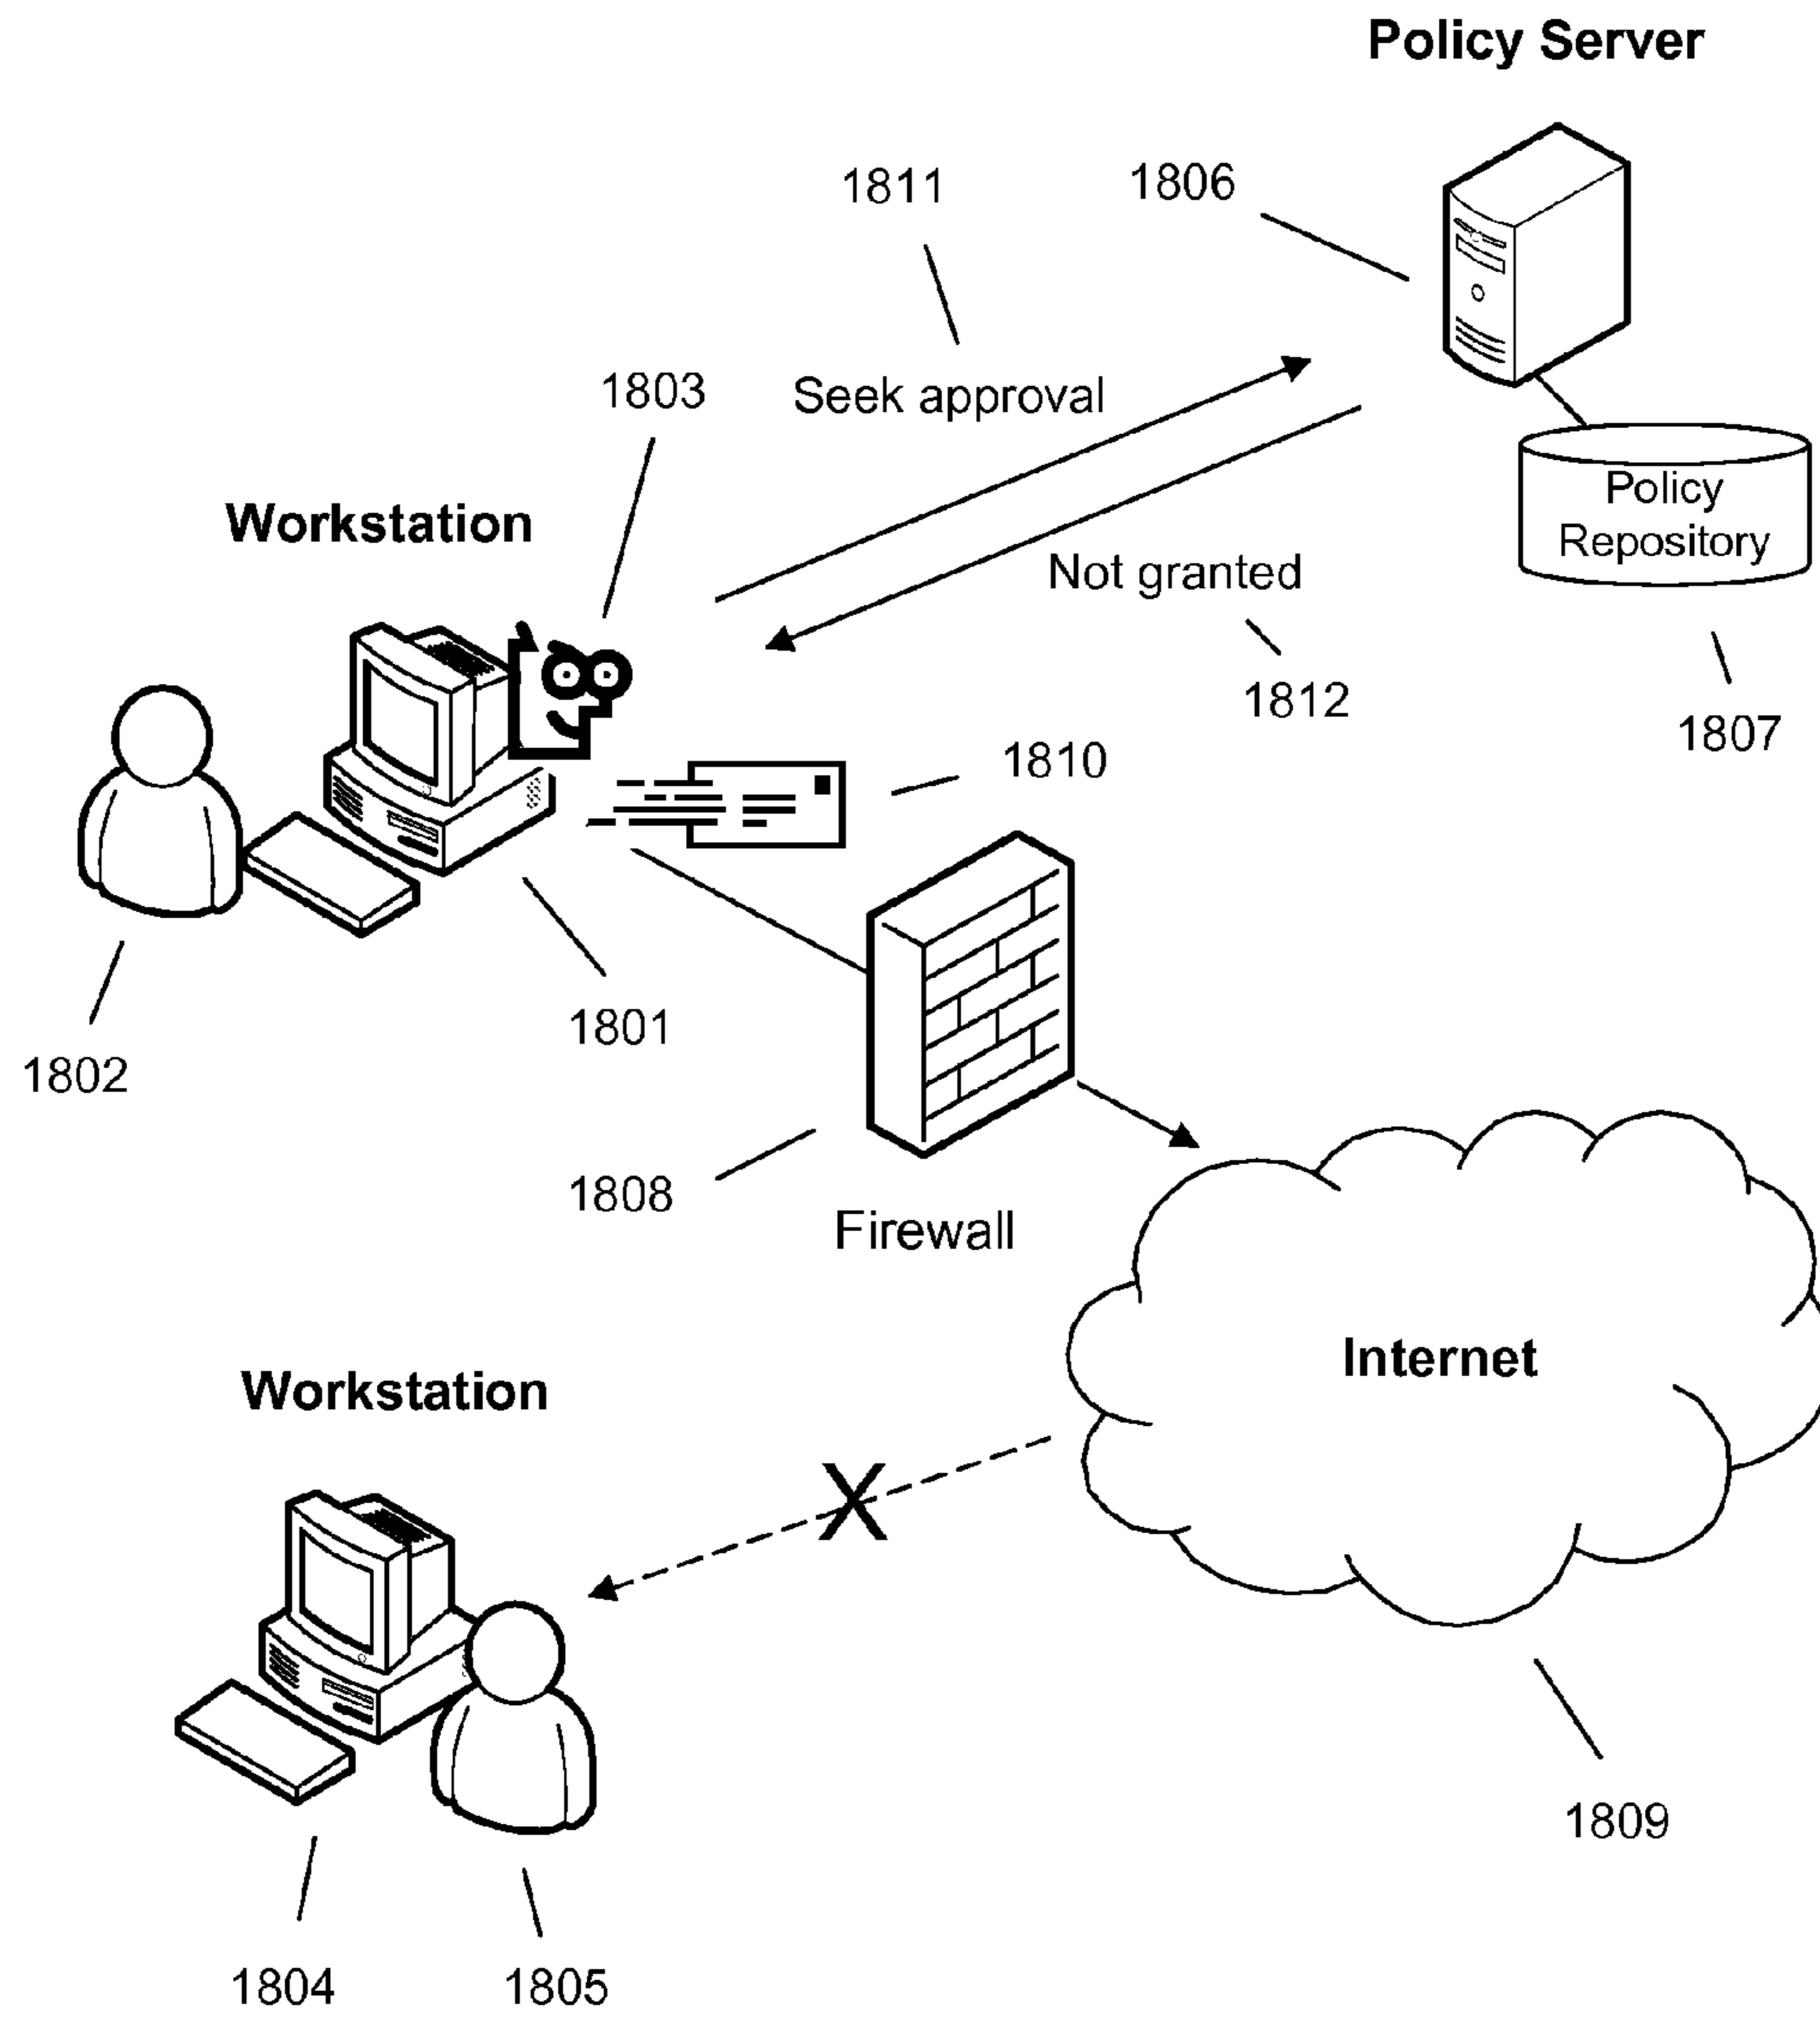 Policy Server
1811
1806
1803
Seek approval
Policy
Repository
Workstation
Not granted
1812
1807
1810
1801
1802
1808
Firewall
Internet
Workstation
X
1809
1804
1805